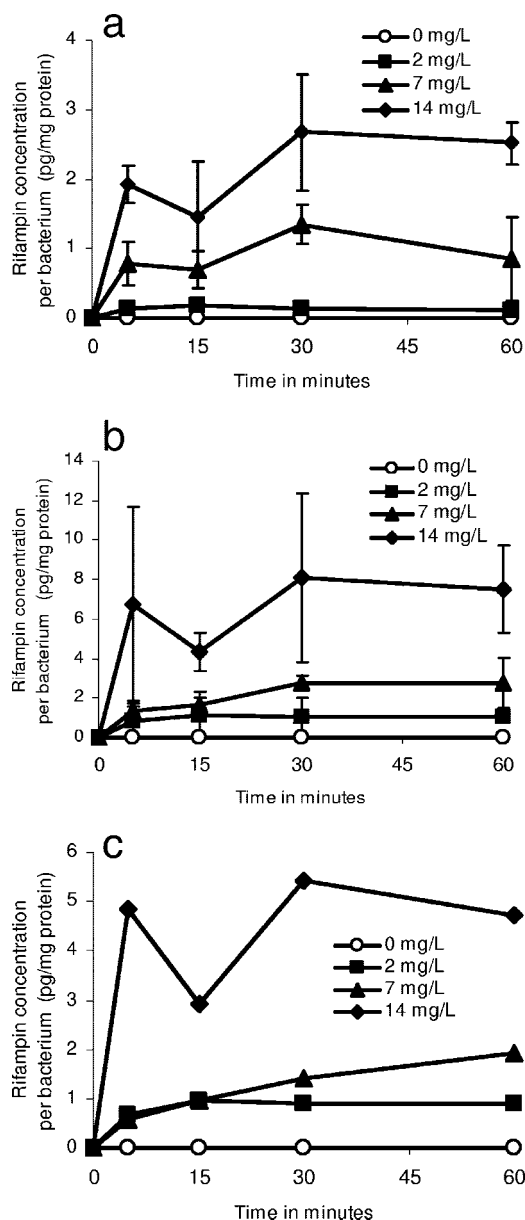 a
Rifampin concentration
per bacterium (pg/mg protein)
4
3
2
1
0
0 mg/L
2 mg/L
7 mg/L
14 mg/L
0 15 30 45 60
Time in minutes
b
Rifampin concentration
per bacterium (pg/mg protein)
14
12
10
8
6
4
2
0
0 mg/L
2 mg/L
7 mg/L
14 mg/L
0 15 30 45 60
Time in minutes
c
Rifampin concentration
per bacterium (pg/mg protein)
6
5
4
3
2
1
0
0 mg/L
2 mg/L
7 mg/L
14 mg/L
0 15 30 45 60
Time in minutes